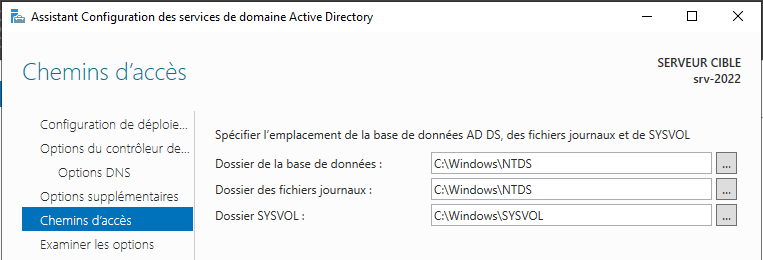 Assistant Configuration des services de domaine Active Directory
Chemins d’accès
SERVEUR CIBLE
srv-2022
Configuration de déploie...
Options du contrôleur de...
Options DNS
Options supplémentaires
Chemins d’accès
Examiner les options
Spécifier l’emplacement de la base de données AD DS, des fichiers journaux et de SYSVOL
Dossier de la base de données : C:\Windows\NTDS ...
Dossier des fichiers journaux : C:\Windows\NTDS ...
Dossier SYSVOL : C:\Windows\SYSVOL ...